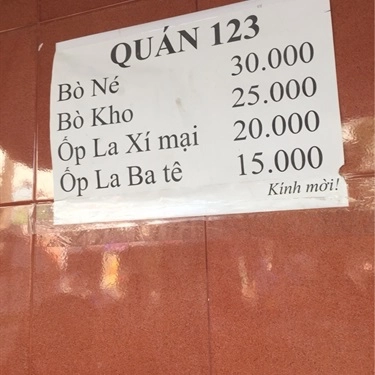 QUÁN 123
Bò Né 30.000
Bò Kho 25.000
Ốp La Xí mại 20.000
Ốp La Ba tê 15.000
Kính mời!